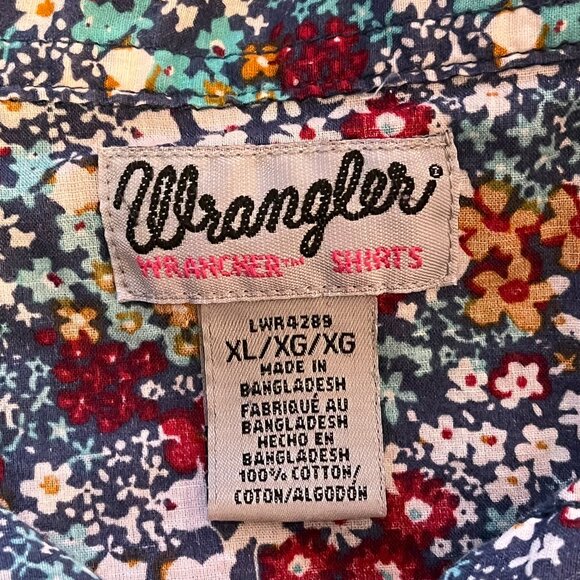 Wrangler®
WRANCHER™ SHIRTS
LWR4289
XL/XG/XG
MADE IN
BANGLADESH
FABRIQUÉ AU
BANGLADESH
HECHO EN
BANGLADESH
100% COTTON/
COTON/ALGODÓN